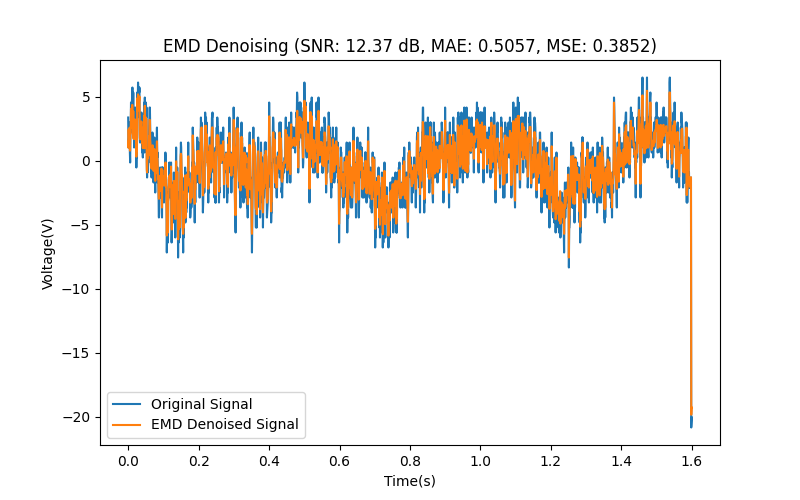 EMD Denoising (SNR: 12.37 dB, MAE: 0.5057, MSE: 0.3852)
5
0
−5
−10
−15
−20
Voltage(V)
Original Signal
EMD Denoised Signal
0.0 0.2 0.4 0.6 0.8 1.0 1.2 1.4 1.6
Time(s)